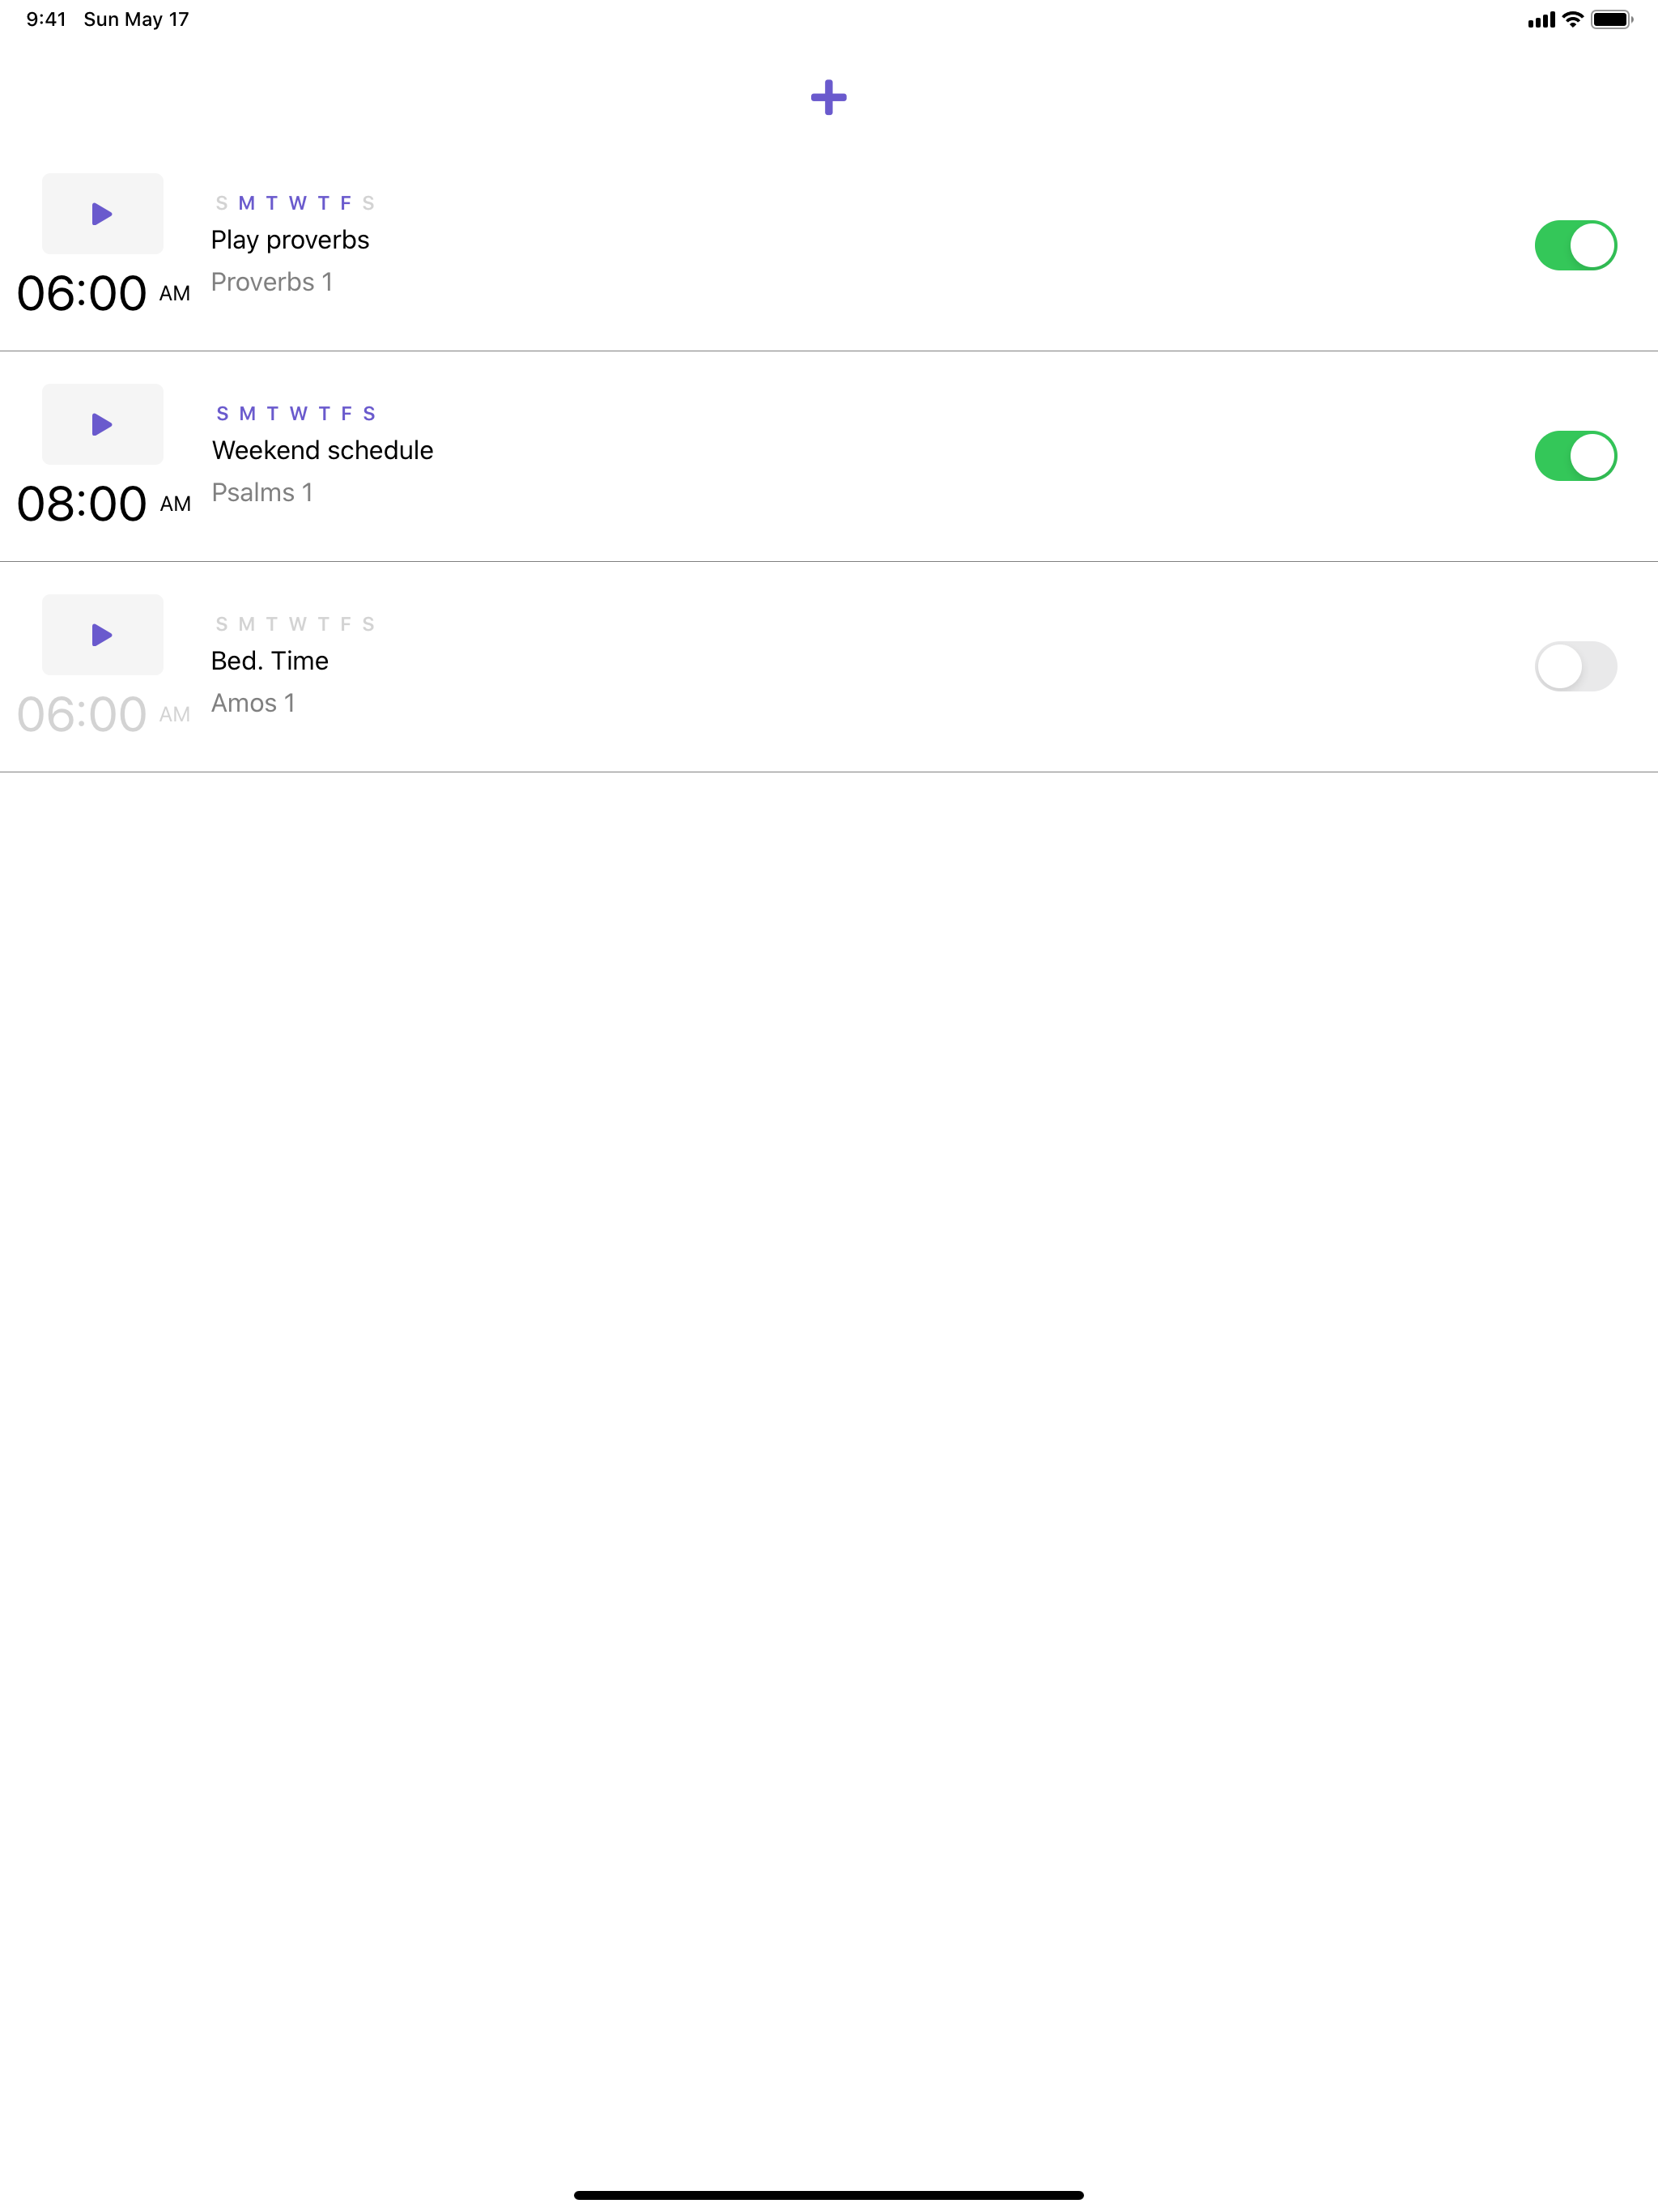 9:41 Sun May 17
S M T W T F S
Play proverbs
Proverbs 1
06:00 AM
S M T W T F S
Weekend schedule
Psalms 1
08:00 AM
S M T W T F S
Bed. Time
Amos 1
06:00 AM